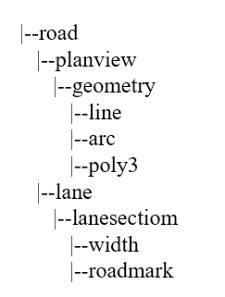 |--road
|--planview
|--geometry
|--line
|--arc
|--poly3
|--lane
|--lanesectiom
|--width
|--roadmark